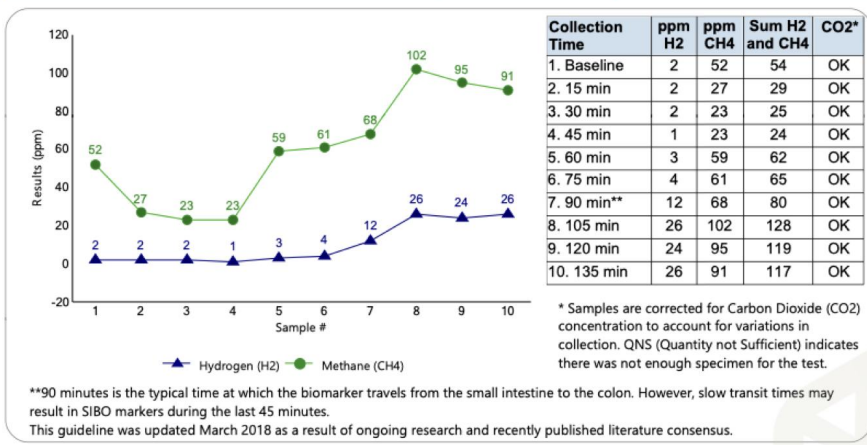 120
100
80
60
40
20
0
-20
Results (ppm)
52
27
23
23
59
61
68
102
95
91
2
2
2
1
3
4
12
26
24
26
1 2 3 4 5 6 7 8 9 10
Sample #
Hydrogen (H2) Methane (CH4)
Collection Time ppm H2 ppm CH4 Sum H2 and CH4 CO2*
1. Baseline 2 52 54 OK
2. 15 min 2 27 29 OK
3. 30 min 2 23 25 OK
4. 45 min 1 23 24 OK
5. 60 min 3 59 62 OK
6. 75 min 4 61 65 OK
7. 90 min** 12 68 80 OK
8. 105 min 26 102 128 OK
9. 120 min 24 95 119 OK
10. 135 min 26 91 117 OK
* Samples are corrected for Carbon Dioxide (CO2)
concentration to account for variations in
collection. QNS (Quantity not Sufficient) indicates
there was not enough specimen for the test.
**90 minutes is the typical time at which the biomarker travels from the small intestine to the colon. However, slow transit times may
result in SIBO markers during the last 45 minutes.
This guideline was updated March 2018 as a result of ongoing research and recently published literature consensus.